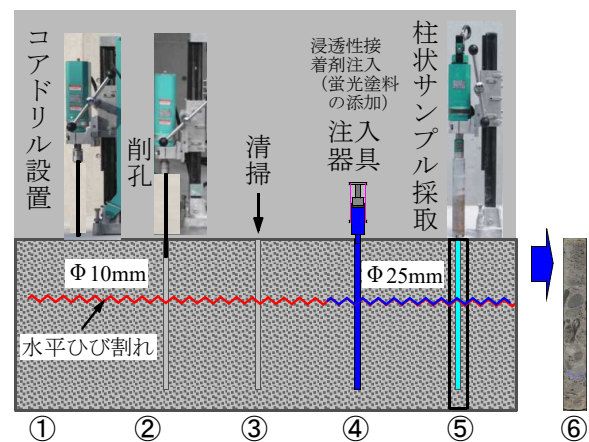 コアドリル設置
削孔
清掃
浸透性接
着剤注入
（蛍光塗料
の添加）
注入
器具
柱状サンプル採取
Φ10mm
Φ25mm
水平ひび割れ
①
②
③
④
⑤
⑥